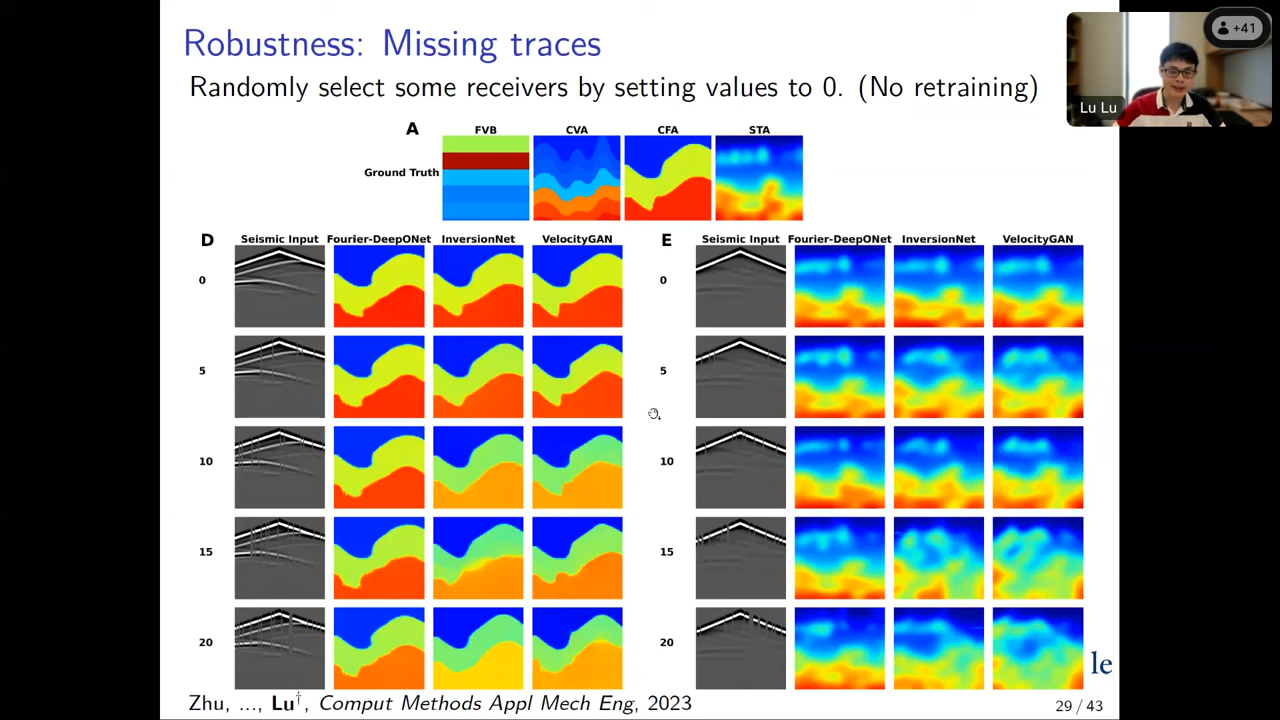 Robustness: Missing traces
+41
Lu Lu
Randomly select some receivers by setting values to 0. (No retraining)
A
FVB CVA CFA STA
Ground Truth
D
Seismic Input Fourier-DeepONet InversionNet VelocityGAN
0
5
10
15
20
E
Seismic Input Fourier-DeepONet InversionNet VelocityGAN
0
5
10
15
20
le
Zhu, ..., Lu†, Comput Methods Appl Mech Eng, 2023
29 / 43